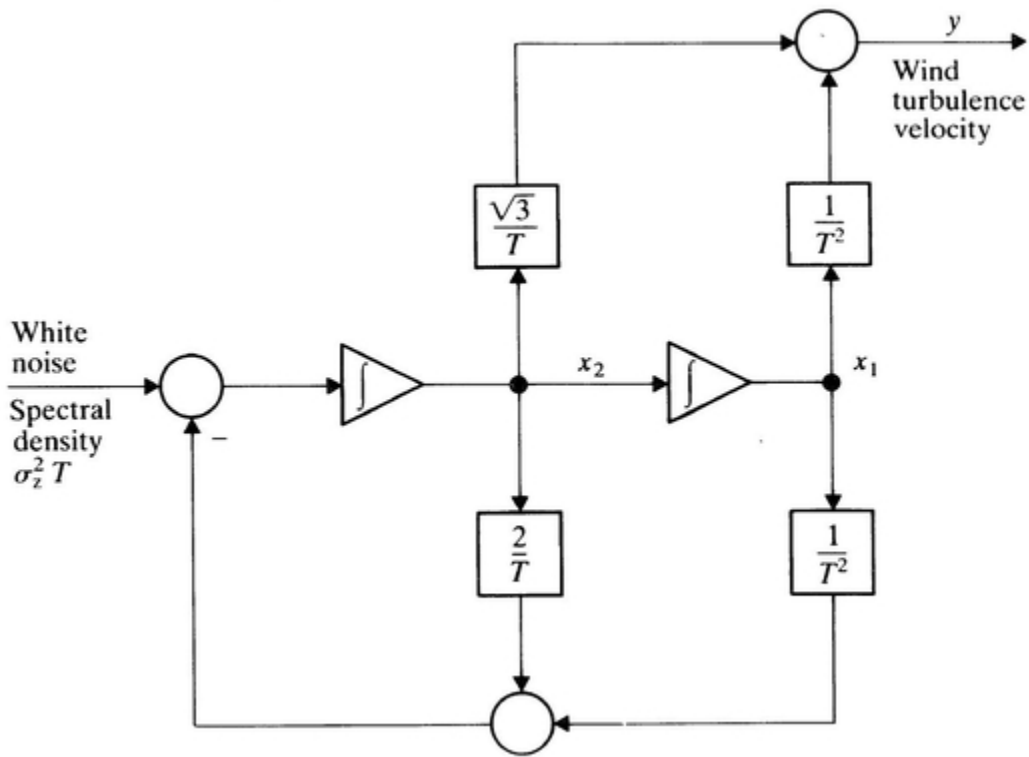 y
Wind
turbulence
velocity
√3
T
1
T²
White
noise
x₂
x₁
∫
∫
Spectral
density
σ_z² T
−
2
T
1
T²